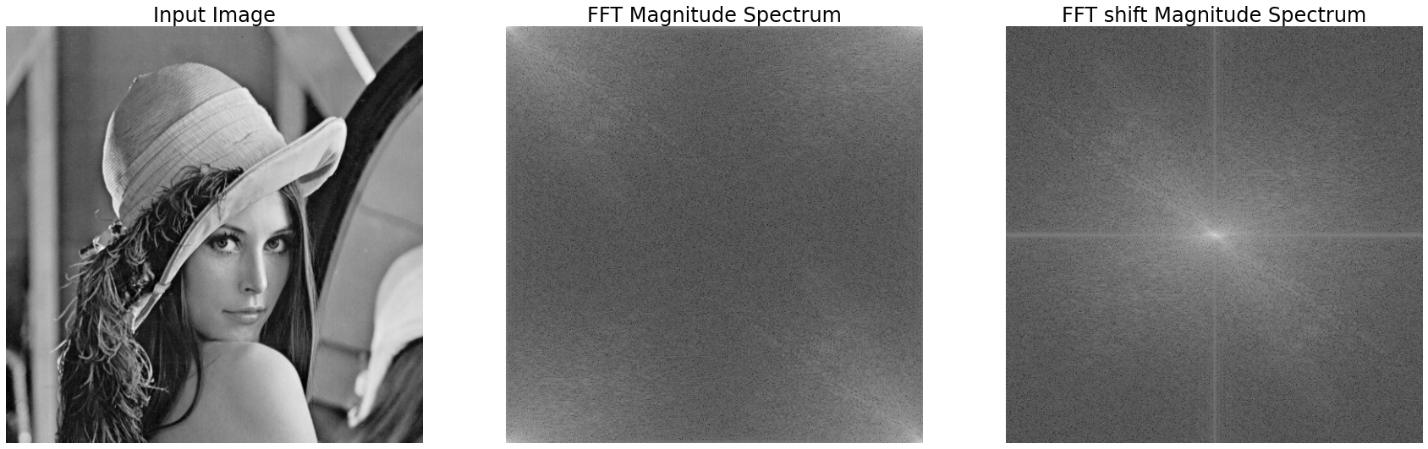 Input Image
FFT Magnitude Spectrum
FFT shift Magnitude Spectrum